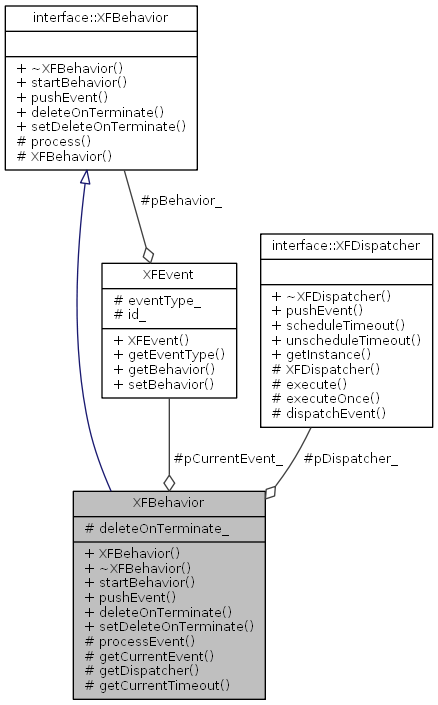 interface::XFBehavior
+ ~XFBehavior()
+ startBehavior()
+ pushEvent()
+ deleteOnTerminate()
+ setDeleteOnTerminate()
# process()
# XFBehavior()
#pBehavior_
XFEvent
# eventType_
# id_
+ XFEvent()
+ getEventType()
+ getBehavior()
+ setBehavior()
interface::XFDispatcher
+ ~XFDispatcher()
+ pushEvent()
+ scheduleTimeout()
+ unscheduleTimeout()
+ getInstance()
# XFDispatcher()
# execute()
# executeOnce()
# dispatchEvent()
#pCurrentEvent_
#pDispatcher_
XFBehavior
# deleteOnTerminate_
+ XFBehavior()
+ ~XFBehavior()
+ startBehavior()
+ pushEvent()
+ deleteOnTerminate()
+ setDeleteOnTerminate()
# processEvent()
# getCurrentEvent()
# getDispatcher()
# getCurrentTimeout()